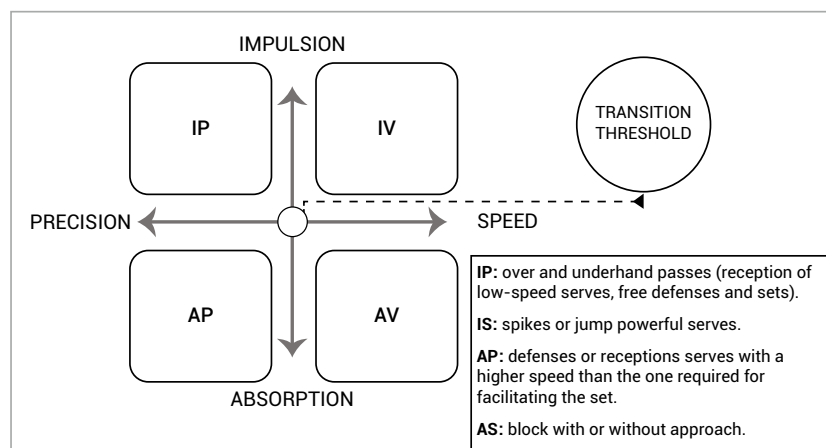 IMPULSION
IP
IV
TRANSITION
THRESHOLD
PRECISION
SPEED
AP
AV
ABSORPTION
IP: over and underhand passes (reception of
low-speed serves, free defenses and sets).
IS: spikes or jump powerful serves.
AP: defenses or receptions serves with a
higher speed than the one required for
facilitating the set.
AS: block with or without approach.